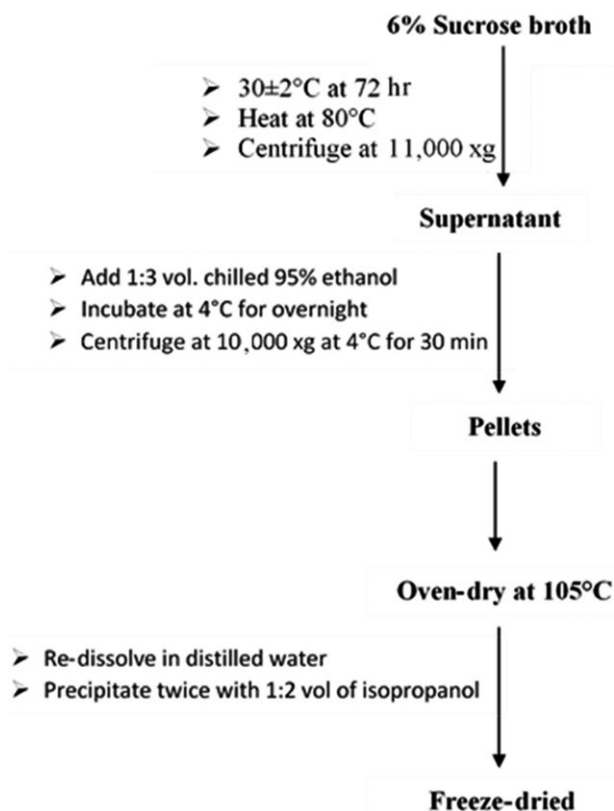 6% Sucrose broth
➢ 30±2°C at 72 hr
➢ Heat at 80°C
➢ Centrifuge at 11,000 xg
Supernatant
➢ Add 1:3 vol. chilled 95% ethanol
➢ Incubate at 4°C for overnight
➢ Centrifuge at 10,000 xg at 4°C for 30 min
Pellets
Oven-dry at 105°C
➢ Re-dissolve in distilled water
➢ Precipitate twice with 1:2 vol of isopropanol
Freeze-dried